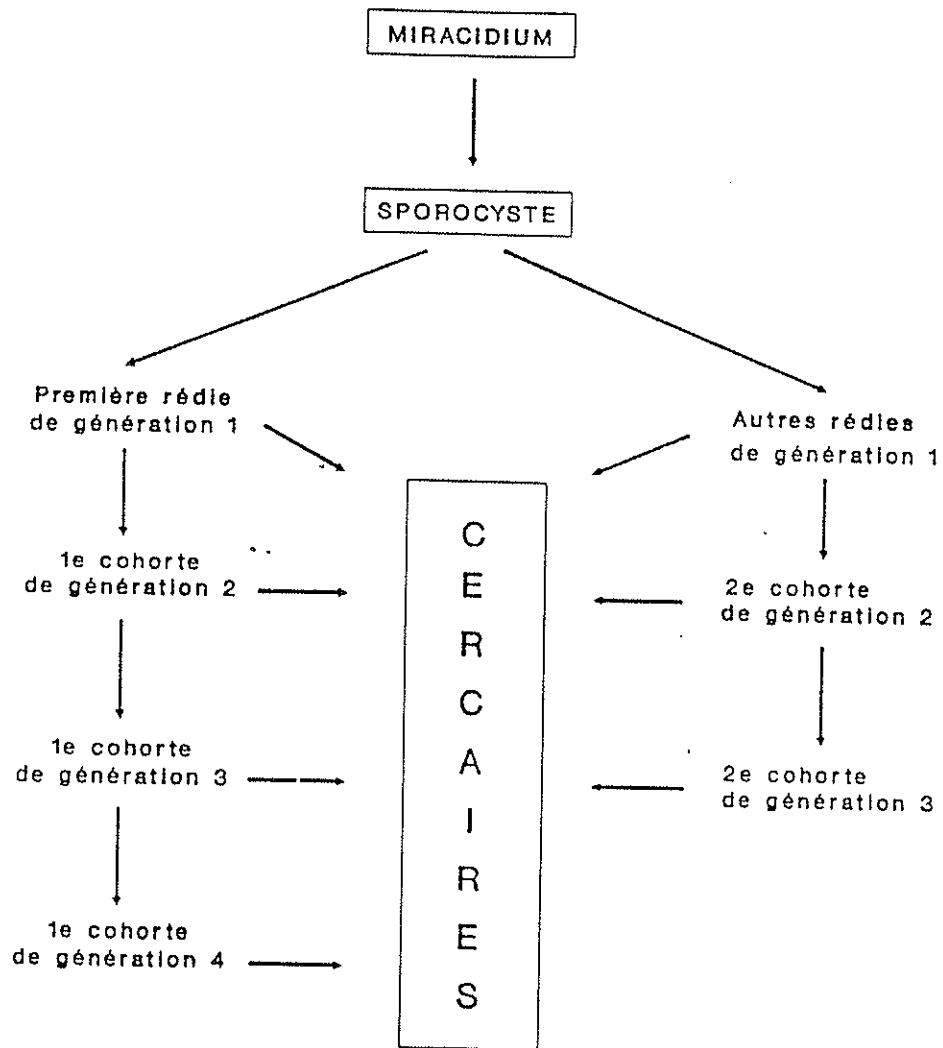 MIRACIDIUM
SPOROCYSTE
Première rédie
de génération 1
Autres rédies
de génération 1
1e cohorte
de génération 2
2e cohorte
de génération 2
1e cohorte
de génération 3
2e cohorte
de génération 3
1e cohorte
de génération 4
C
E
R
C
A
I
R
E
S